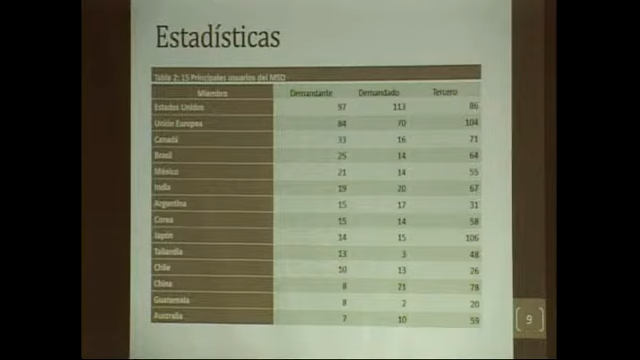 Estadísticas
Tabla 2: 15 Principales usuarios del MSD
Miembro Demandante Demandado Tercero
Estados Unidos 97 113 86
Unión Europea 84 70 104
Canadá 33 16 71
Brasil 25 14 64
México 21 14 55
India 19 20 67
Argentina 15 17 31
Corea 15 14 58
Japón 14 15 106
Tailandia 13 3 48
Chile 10 13 26
China 8 21 78
Guatemala 8 2 20
Australia 7 10 59
9